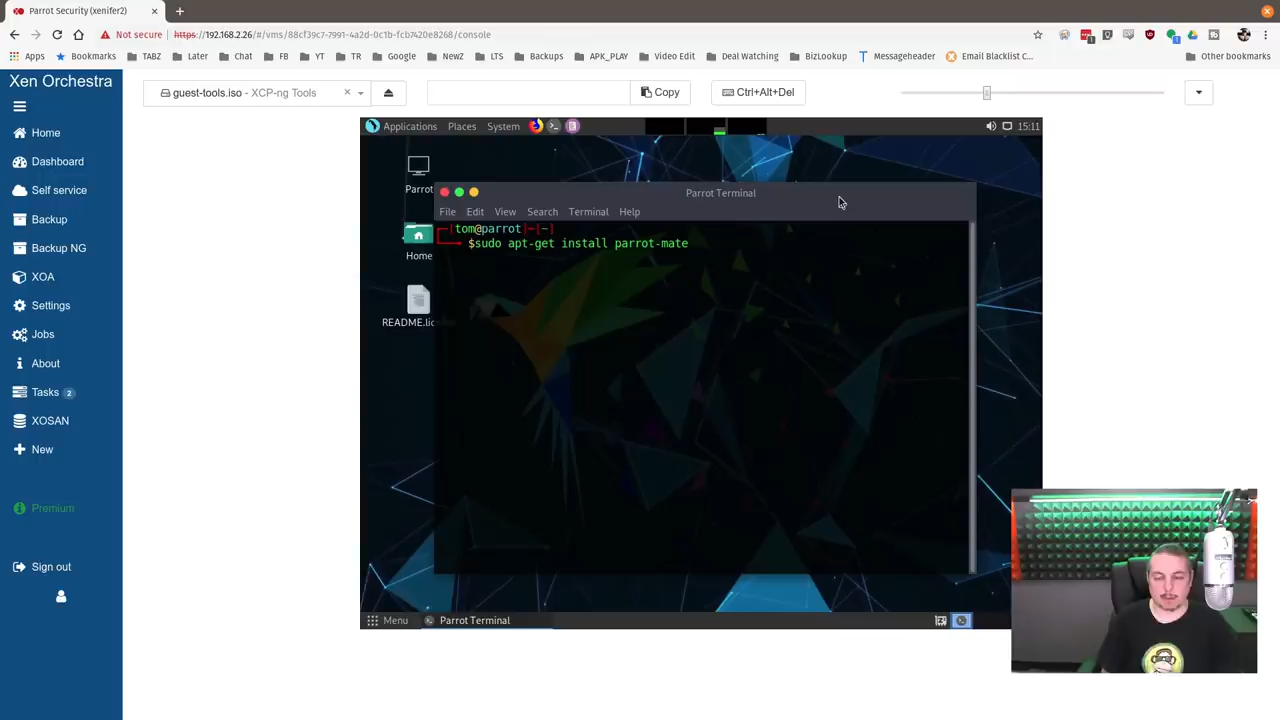 Parrot Security (xenifer2)
Not secure | https://192.168.2.26/#/vms/88cf39c7-7991-4a2d-0c1b-fcb7420e8268/console
Apps Bookmarks TABZ Later Chat FB YT TR Google NewZ LTS Backups APK_PLAY Video Edit Deal Watching BizLookup Messageheader Email Blacklist C... Other bookmarks
Xen Orchestra
guest-tools.iso - XCP-ng Tools
Copy
Ctrl+Alt+Del
Home
Dashboard
Self service
Backup
Backup NG
XOA
Settings
Jobs
About
Tasks 2
XOSAN
New
Premium
Sign out
Applications Places System 15:11
Parrot
Home
README.lic
Parrot Terminal
File Edit View Search Terminal Help
┌─[tom@parrot]─[~]
└──╼ $sudo apt-get install parrot-mate
Menu Parrot Terminal